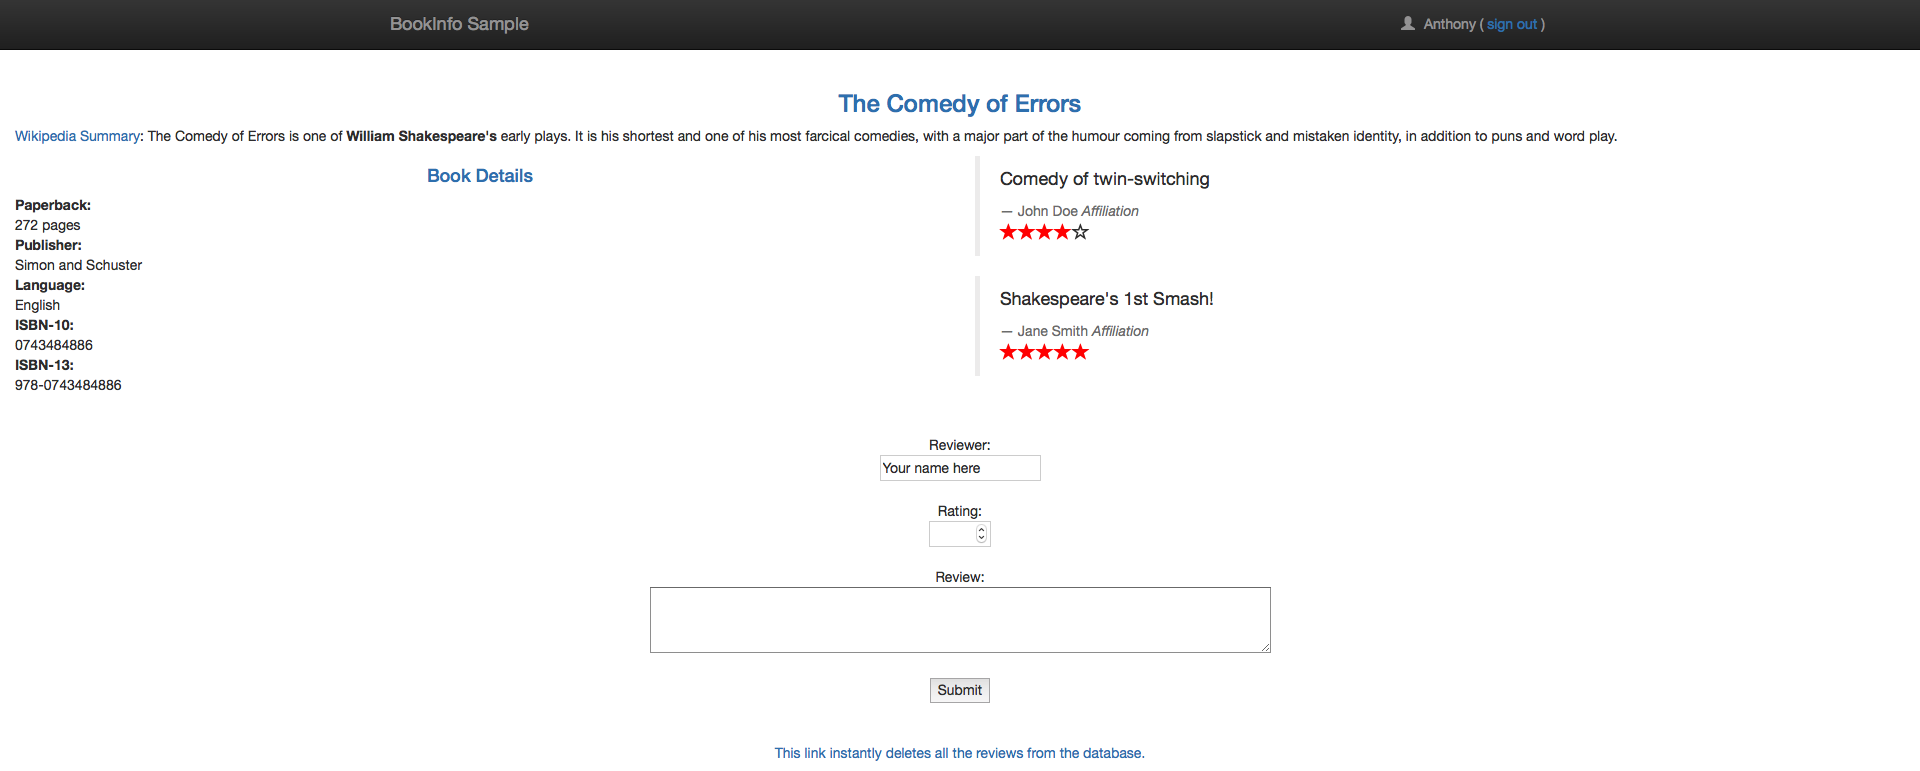 BookInfo Sample
Anthony ( sign out )
The Comedy of Errors
Wikipedia Summary: The Comedy of Errors is one of William Shakespeare's early plays. It is his shortest and one of his most farcical comedies, with a major part of the humour coming from slapstick and mistaken identity, in addition to puns and word play.
Book Details
Paperback:
272 pages
Publisher:
Simon and Schuster
Language:
English
ISBN-10:
0743484886
ISBN-13:
978-0743484886
Comedy of twin-switching
— John Doe Affiliation
Shakespeare's 1st Smash!
— Jane Smith Affiliation
Reviewer:
Your name here
Rating:
Review:
Submit
This link instantly deletes all the reviews from the database.